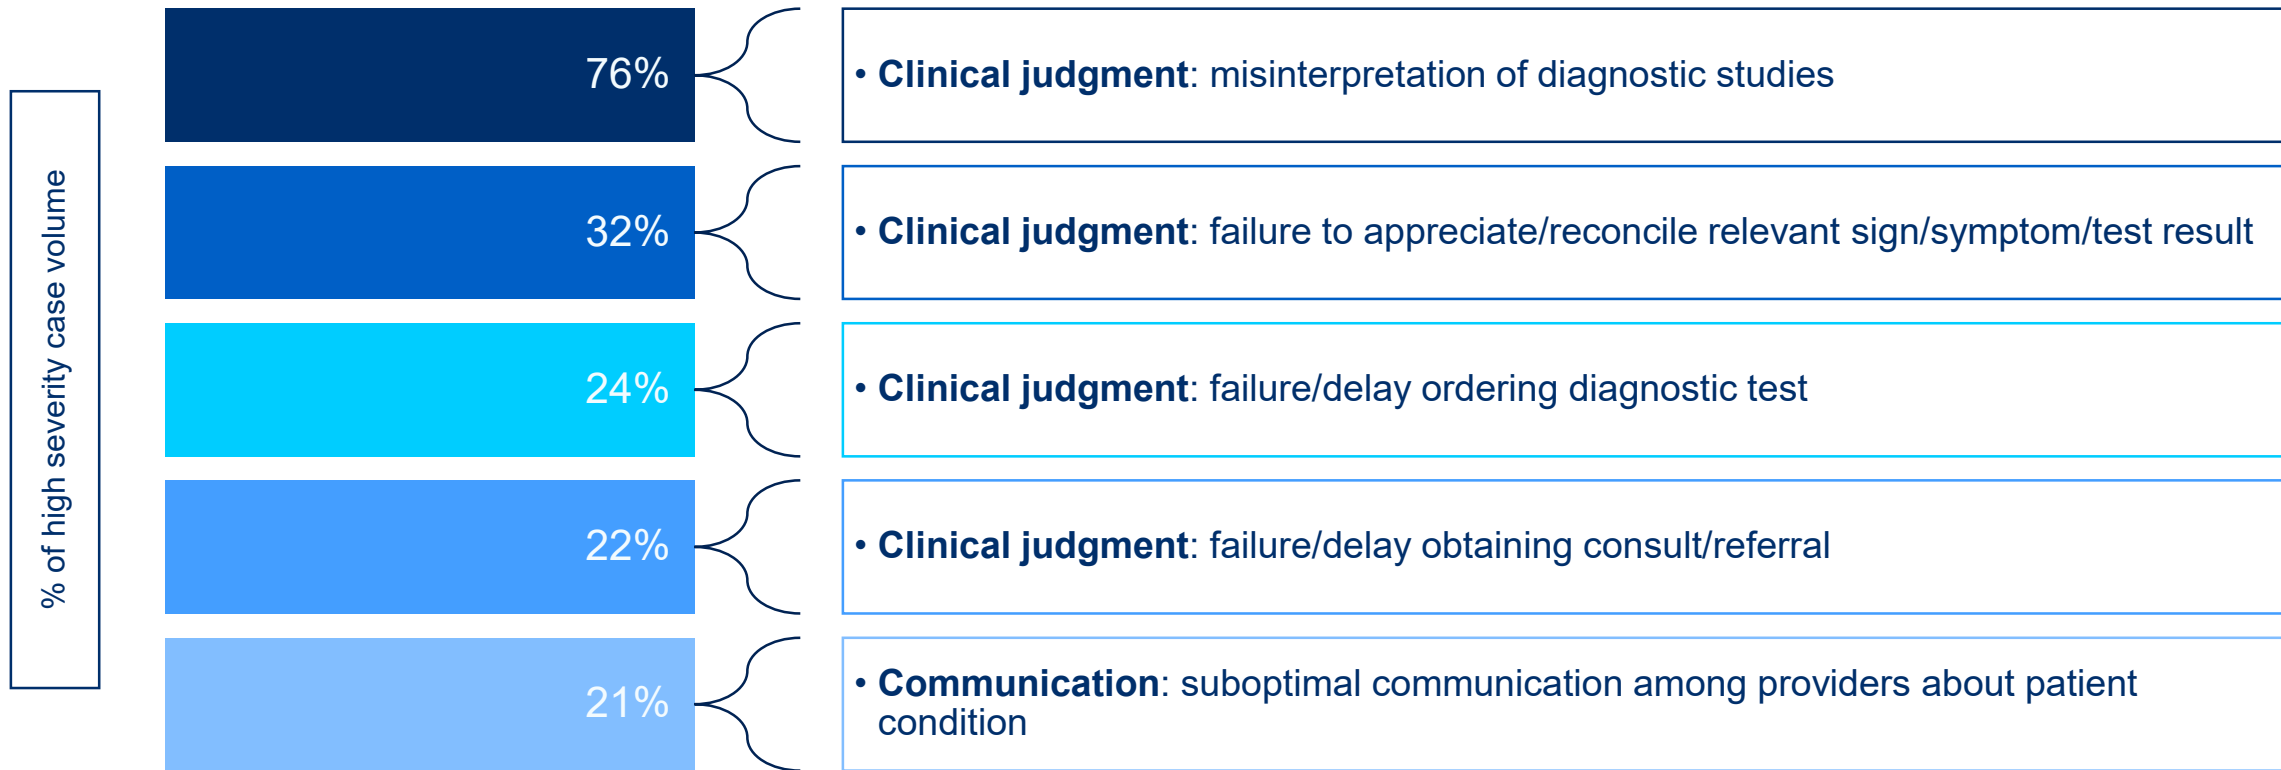 % of high severity case volume
76%
• Clinical judgment: misinterpretation of diagnostic studies
32%
• Clinical judgment: failure to appreciate/reconcile relevant sign/symptom/test result
24%
• Clinical judgment: failure/delay ordering diagnostic test
22%
• Clinical judgment: failure/delay obtaining consult/referral
21%
• Communication: suboptimal communication among providers about patient
condition